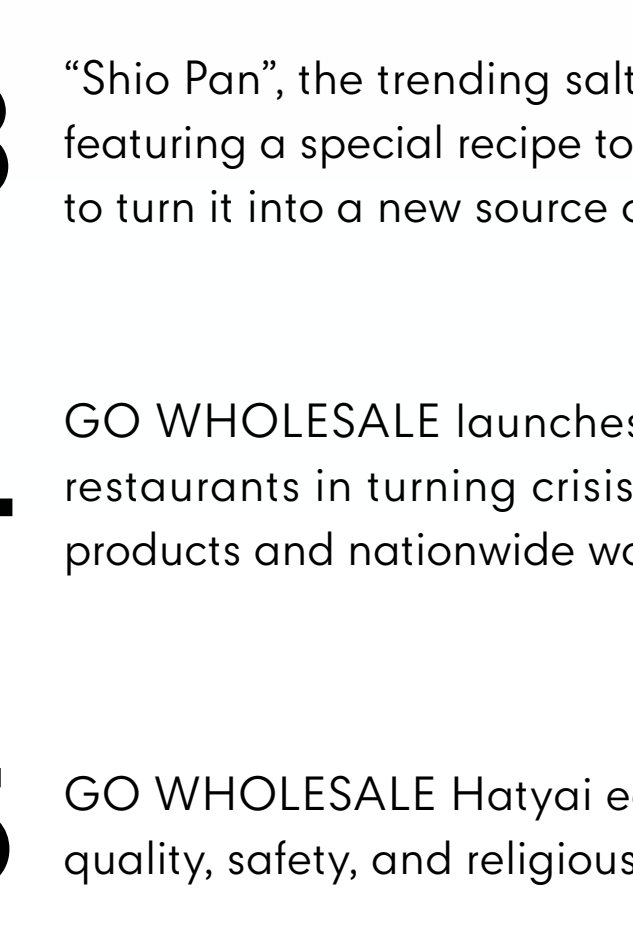 “Shio Pan”, the trending salt
featuring a special recipe to
to turn it into a new source
GO WHOLESALE launches
restaurants in turning crisis
products and nationwide
GO WHOLESALE Hatyai
quality, safety, and religious